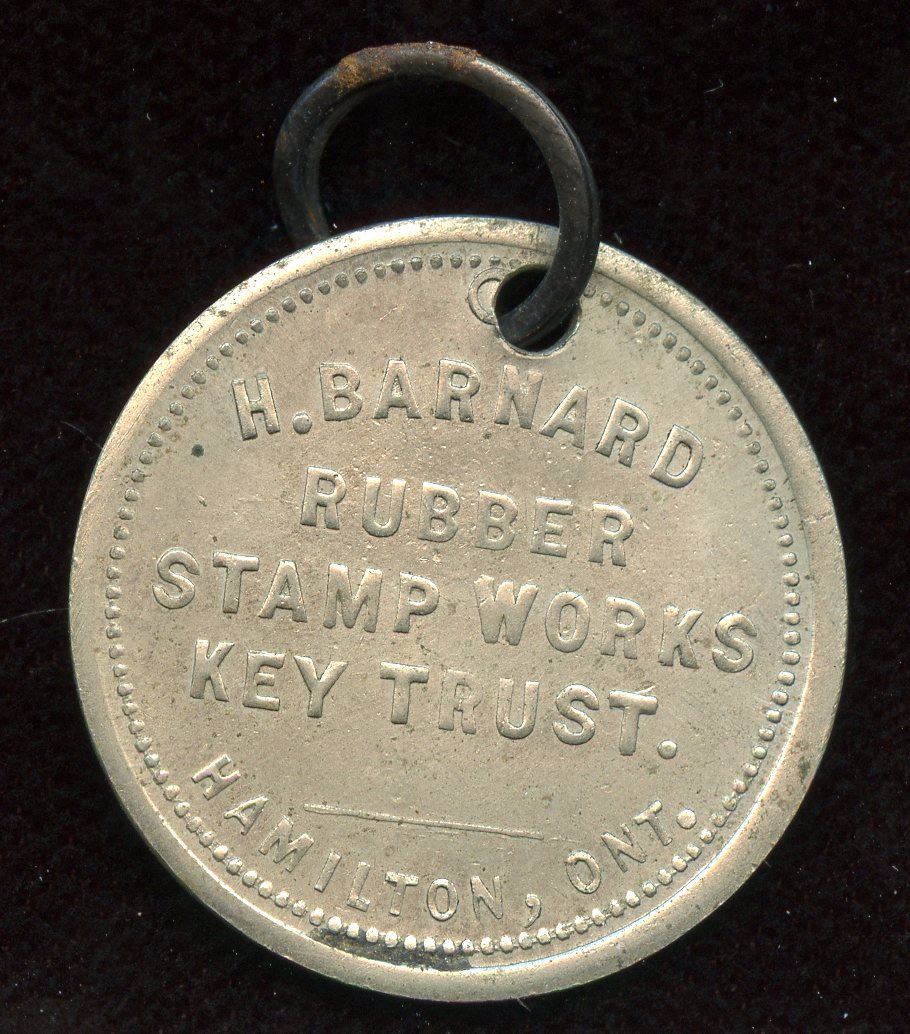 H. BARNARD
RUBBER
STAMP WORKS
KEY TRUST.
HAMILTON, ONT.